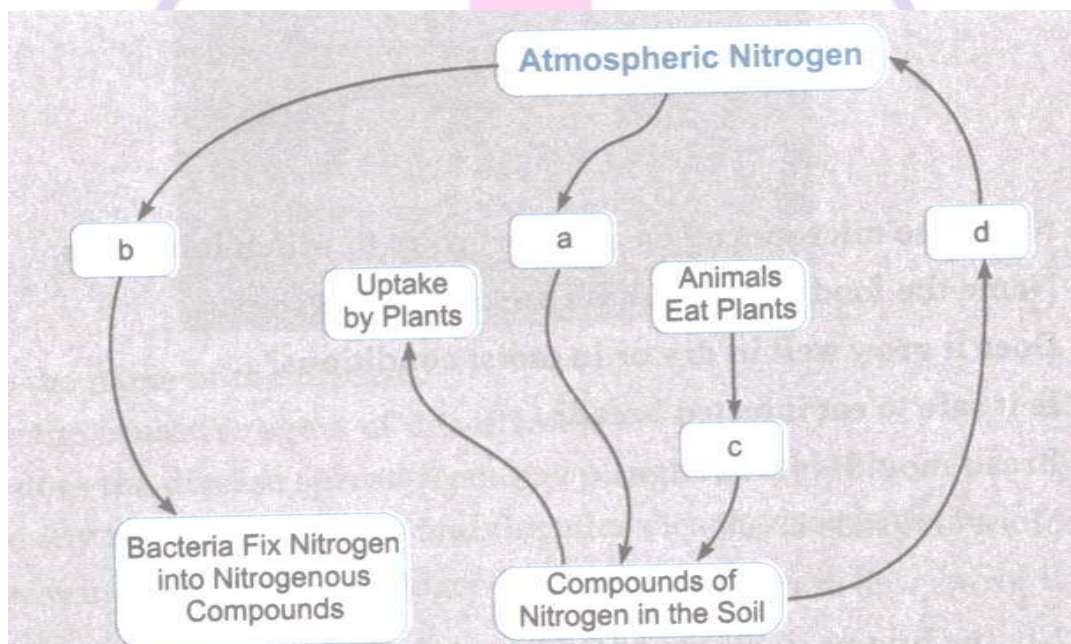 Atmospheric Nitrogen
b
a
d
Uptake
by Plants
Animals
Eat Plants
c
Bacteria Fix Nitrogen
into Nitrogenous
Compounds
Compounds of
Nitrogen in the Soil